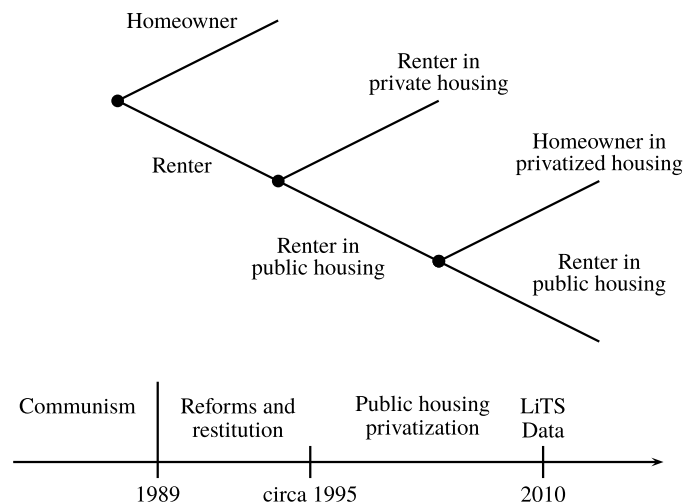 Homeowner
Renter in
private housing
Homeowner in
privatized housing
Renter
Renter in
public housing
Renter in
public housing
Communism
Reforms and
restitution
Public housing
privatization
LiTS
Data
1989
circa 1995
2010